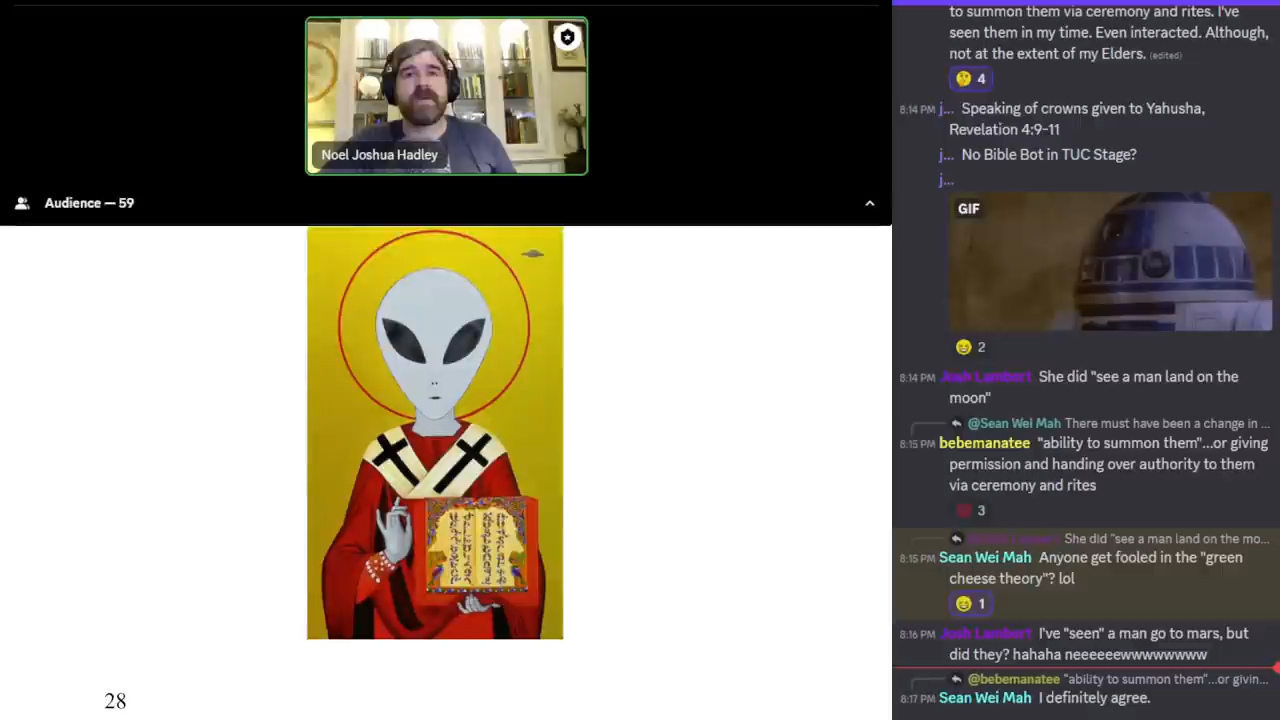 Noel Joshua Hadley
Audience — 59
28
to summon them via ceremony and rites. I've
seen them in my time. Even interacted. Although,
not at the extent of my Elders. (edited)
4
8:14 PM j... Speaking of crowns given to Yahusha,
Revelation 4:9-11
j... No Bible Bot in TUC Stage?
j...
GIF
2
8:14 PM Josh Lambert She did "see a man land on the
moon"
@Sean Wei Mah There must have been a change in ...
8:15 PM bebemanatee "ability to summon them"...or giving
permission and handing over authority to them
via ceremony and rites
3
She did "see a man land on the mo...
8:15 PM Sean Wei Mah Anyone get fooled in the "green
cheese theory"? lol
1
8:16 PM Josh Lambert I've "seen" a man go to mars, but
did they? hahaha neeeeeewwwwwwww
@bebemanatee "ability to summon them"...or givin...
8:17 PM Sean Wei Mah I definitely agree.